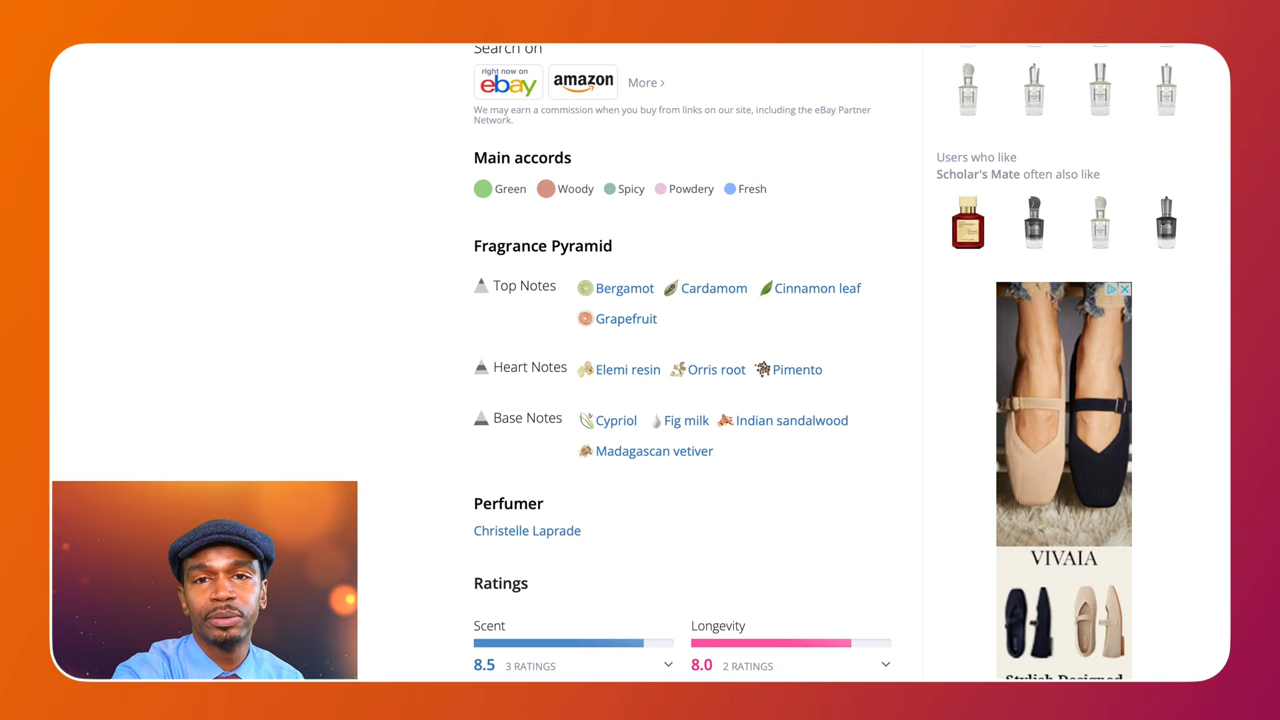 Search on
right now on
ebay
amazon
More >
We may earn a commission when you buy from links on our site, including the eBay Partner
Network.
Main accords
Green Woody Spicy Powdery Fresh
Fragrance Pyramid
Top Notes Bergamot Cardamom Cinnamon leaf
Grapefruit
Heart Notes Elemi resin Orris root Pimento
Base Notes Cypriol Fig milk Indian sandalwood
Madagascan vetiver
Perfumer
Christelle Laprade
Ratings
Scent Longevity
8.5 3 RATINGS 8.0 2 RATINGS
Users who like
Scholar's Mate often also like
VIVAIA
Stylish Designed